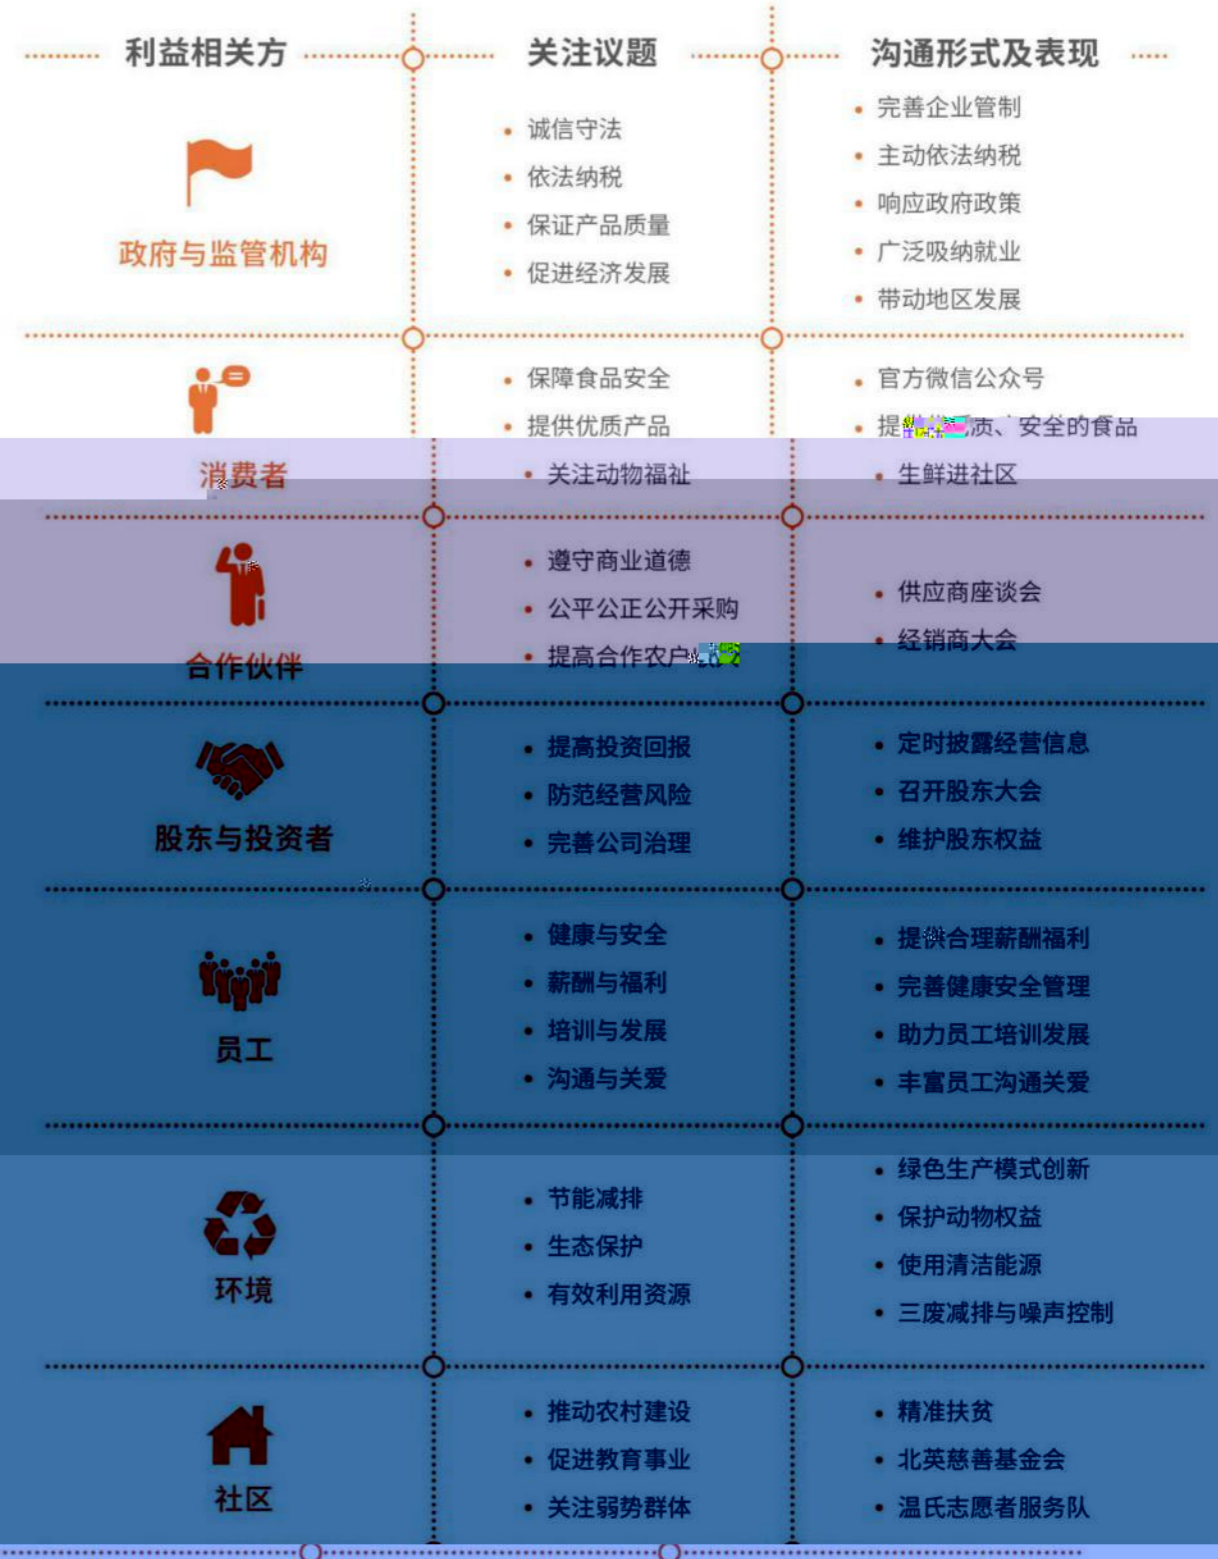 利益相关方 关注议题 沟通形式及表现
政府与监管机构
诚信守法
依法纳税
保证产品质量
促进经济发展
完善企业管制
主动依法纳税
响应政府政策
广泛吸纳就业
带动地区发展
消费者
保障食品安全
提供优质产品
关注动物福祉
官方微信公众号
提 质、安全的食品
生鲜进社区
合作伙伴
遵守商业道德
公平公正公开采购
提高合作农户
供应商座谈会
经销商大会
股东与投资者
提高投资回报
防范经营风险
完善公司治理
定时披露经营信息
召开股东大会
维护股东权益
员工
健康与安全
薪酬与福利
培训与发展
沟通与关爱
提供合理薪酬福利
完善健康安全管理
助力员工培训发展
丰富员工沟通关爱
环境
节能减排
生态保护
有效利用资源
绿色生产模式创新
保护动物权益
使用清洁能源
三废减排与噪声控制
社区
推动农村建设
促进教育事业
关注弱势群体
精准扶贫
北英慈善基金会
温氏志愿者服务队